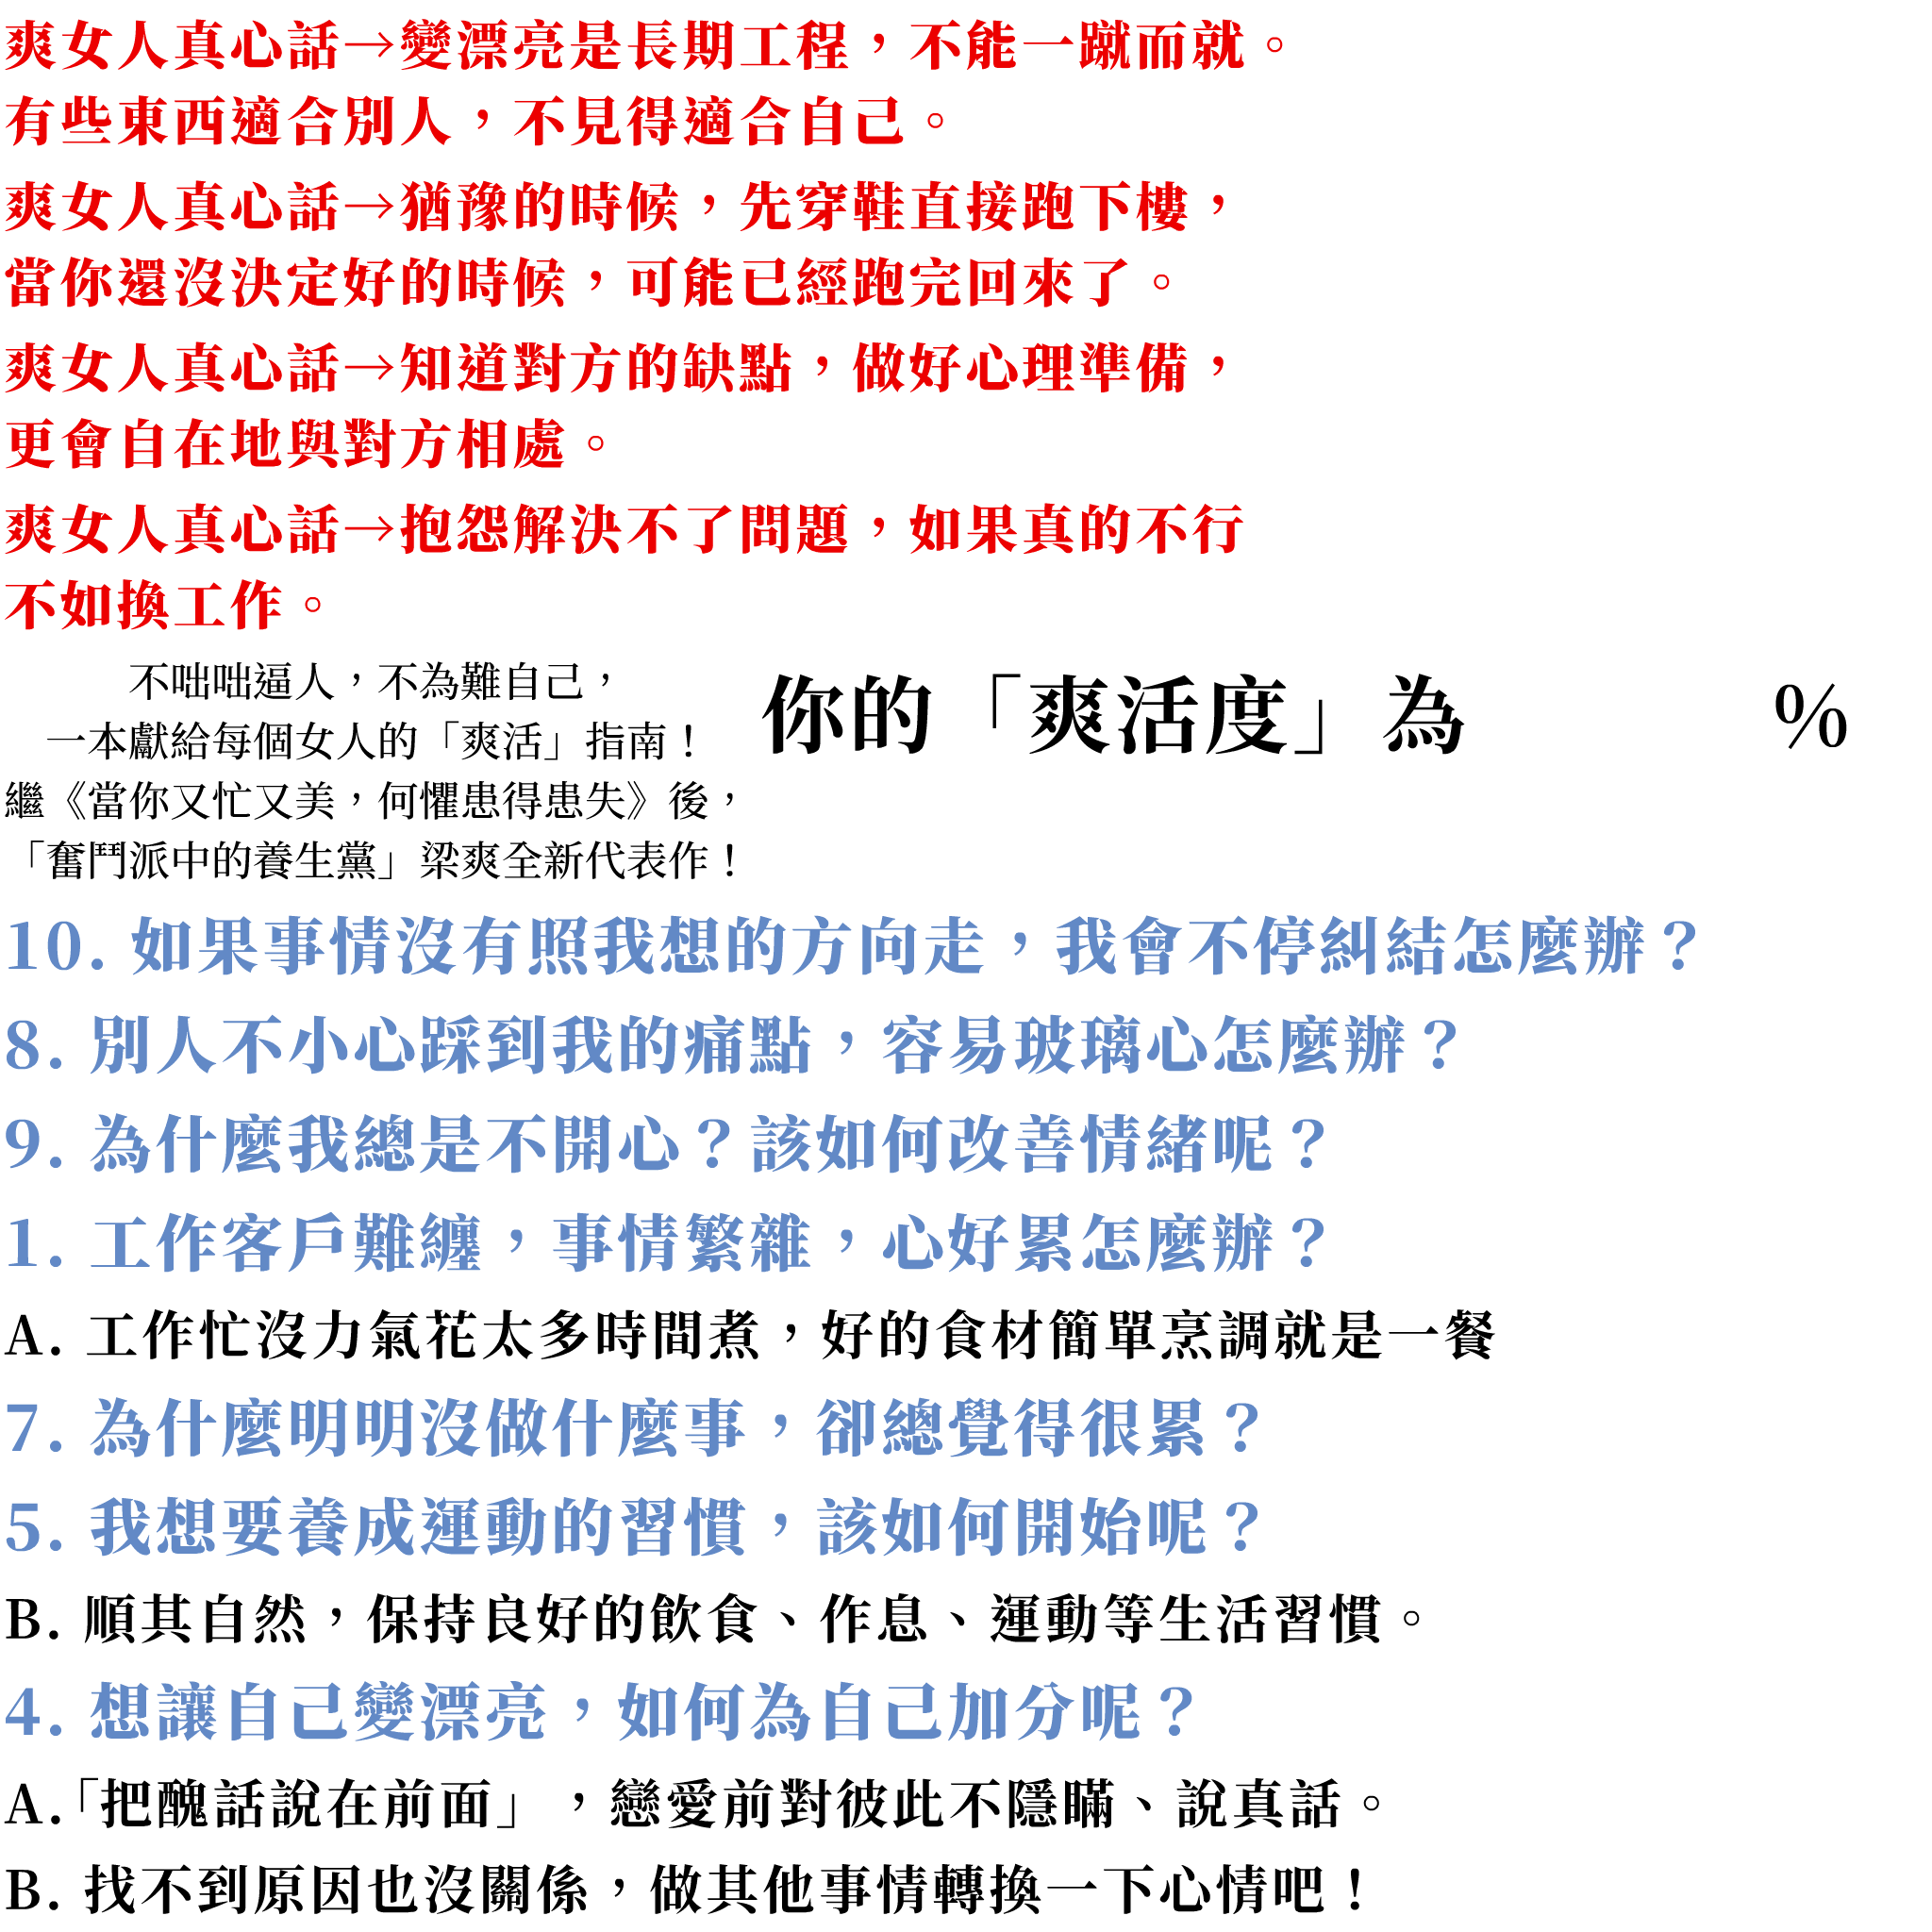 爽女人真心話→變漂亮是長期工程，不能一蹴而就。
有些東西適合別人，不見得適合自己。
爽女人真心話→猶豫的時候，先穿鞋直接跑下樓，
當你還沒決定好的時候，可能已經跑完回來了。
爽女人真心話→知道對方的缺點，做好心理準備，
更會自在地與對方相處。
爽女人真心話→抱怨解決不了問題，如果真的不行
不如換工作。
不咄咄逼人，不為難自己，
一本獻給每個女人的「爽活」指南！
繼《當你又忙又美，何懼患得患失》後，
「奮鬥派中的養生黨」梁爽全新代表作！
你的「爽活度」為 %
10. 如果事情沒有照我想的方向走，我會不停糾結怎麼辦？
8. 別人不小心踩到我的痛點，容易玻璃心怎麼辦？
9. 為什麼我總是不開心？該如何改善情緒呢？
1. 工作客戶難纏，事情繁雜，心好累怎麼辦？
A. 工作忙沒力氣花太多時間煮，好的食材簡單烹調就是一餐
7. 為什麼明明沒做什麼事，卻總覺得很累？
5. 我想要養成運動的習慣，該如何開始呢？
B. 順其自然，保持良好的飲食、作息、運動等生活習慣。
4. 想讓自己變漂亮，如何為自己加分呢？
A.「把醜話說在前面」，戀愛前對彼此不隱瞞、說真話。
B. 找不到原因也沒關係，做其他事情轉換一下心情吧！